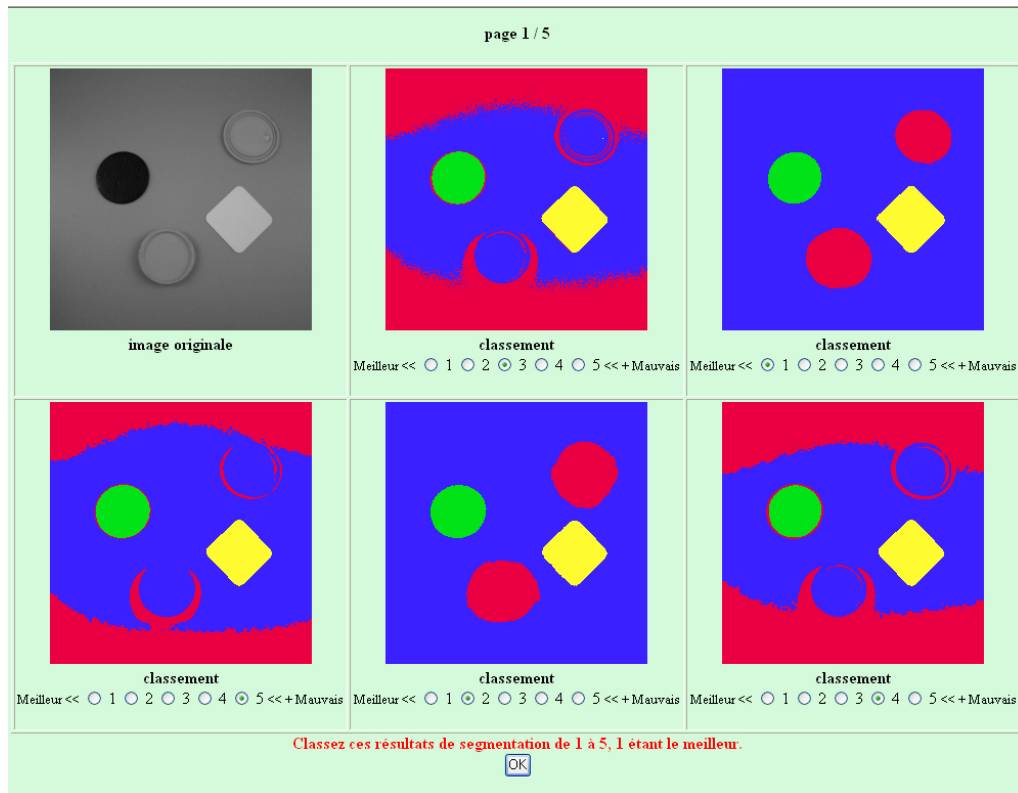 page 1 / 5
image originale
classement
Meilleur << 1 2 3 4 5 << + Mauvais
classement
Meilleur << 1 2 3 4 5 << + Mauvais
classement
Meilleur << 1 2 3 4 5 << + Mauvais
classement
Meilleur << 1 2 3 4 5 << + Mauvais
classement
Meilleur << 1 2 3 4 5 << + Mauvais
Classez ces résultats de segmentation de 1 à 5, 1 étant le meilleur.
OK